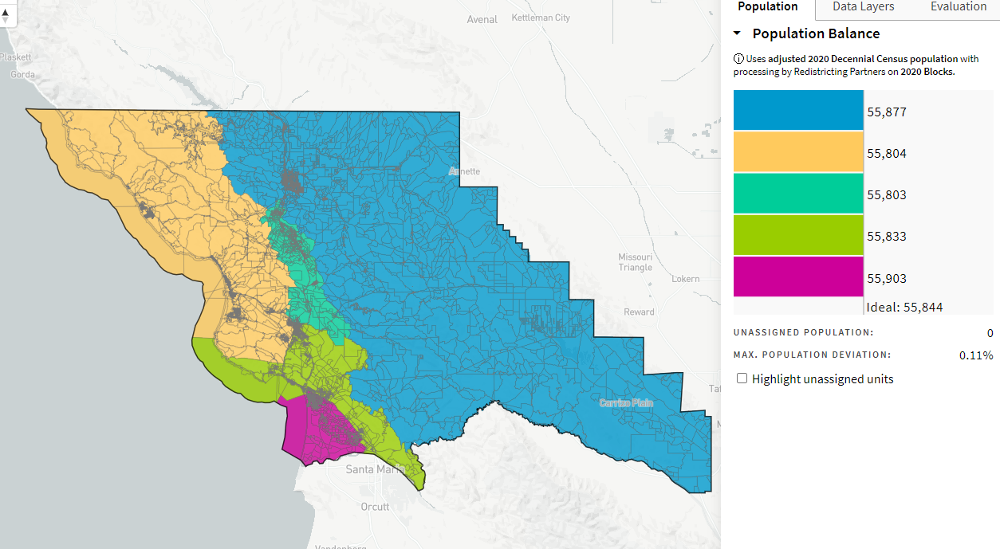 Population
Data Layers
Evaluation
Population Balance
Uses adjusted 2020 Decennial Census population with
processing by Redistricting Partners on 2020 Blocks.
55,877
55,804
55,803
55,833
55,903
Ideal: 55,844
UNASSIGNED POPULATION:
0
MAX. POPULATION DEVIATION:
0.11%
Highlight unassigned units
Avenal
Kettleman City
Plaskett
Gorda
Annette
Missouri
Triangle
Lokern
Reward
Carrizo Plain
Santa Maria
Orcutt